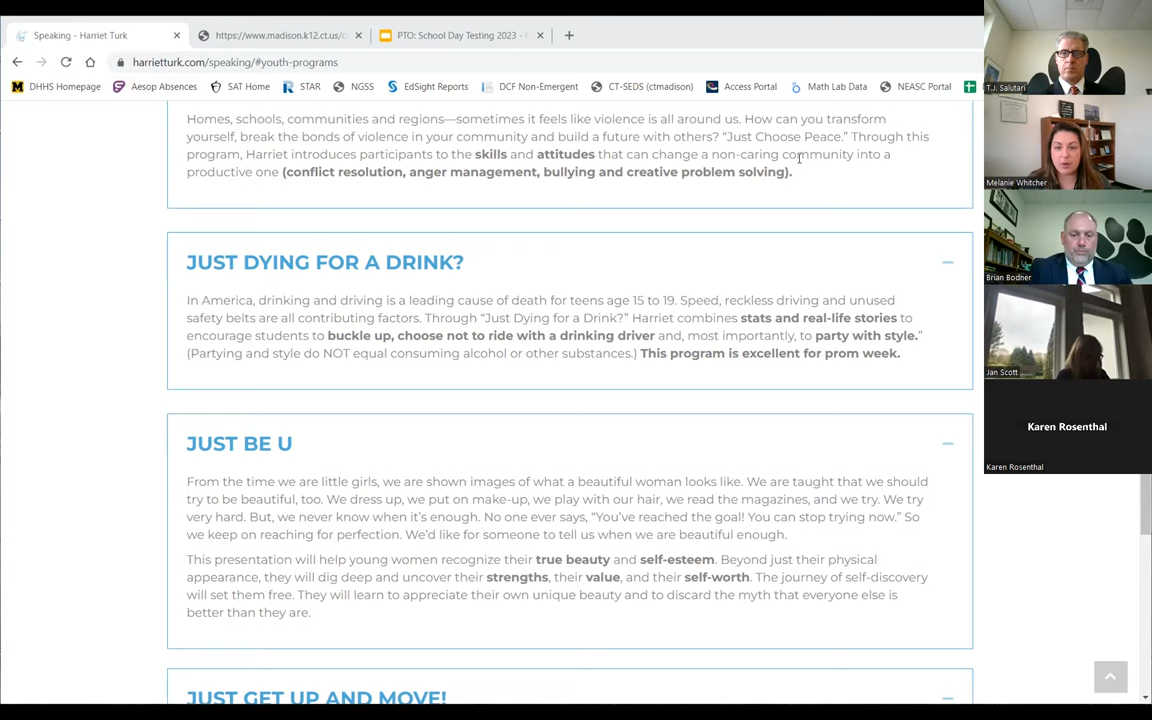 Speaking - Harriet Turk
https://www.madison.k12.ct.us/c
PTO: School Day Testing 2023 -
harrietturk.com/speaking/#youth-programs
DHHS Homepage
Aesop Absences
SAT Home
STAR
NGSS
EdSight Reports
DCF Non-Emergent
CT-SEDS (ctmadison)
Access Portal
Math Lab Data
NEASC Portal
Homes, schools, communities and regions—sometimes it feels like violence is all around us. How can you transform
yourself, break the bonds of violence in your community and build a future with others? “Just Choose Peace.” Through this
program, Harriet introduces participants to the skills and attitudes that can change a non-caring community into a
productive one (conflict resolution, anger management, bullying and creative problem solving).
JUST DYING FOR A DRINK?
In America, drinking and driving is a leading cause of death for teens age 15 to 19. Speed, reckless driving and unused
safety belts are all contributing factors. Through “Just Dying for a Drink?” Harriet combines stats and real-life stories to
encourage students to buckle up, choose not to ride with a drinking driver and, most importantly, to party with style.”
(Partying and style do NOT equal consuming alcohol or other substances.) This program is excellent for prom week.
JUST BE U
From the time we are little girls, we are shown images of what a beautiful woman looks like. We are taught that we should
try to be beautiful, too. We dress up, we put on make-up, we play with our hair, we read the magazines, and we try. We try
very hard. But, we never know when it’s enough. No one ever says, “You’ve reached the goal! You can stop trying now.” So
we keep on reaching for perfection. We’d like for someone to tell us when we are beautiful enough.
This presentation will help young women recognize their true beauty and self-esteem. Beyond just their physical
appearance, they will dig deep and uncover their strengths, their value, and their self-worth. The journey of self-discovery
will set them free. They will learn to appreciate their own unique beauty and to discard the myth that everyone else is
better than they are.
JUST GET UP AND MOVE!
T.J. Salutari
Melanie Whitcher
Brian Bodner
Jan Scott
Karen Rosenthal
Karen Rosenthal